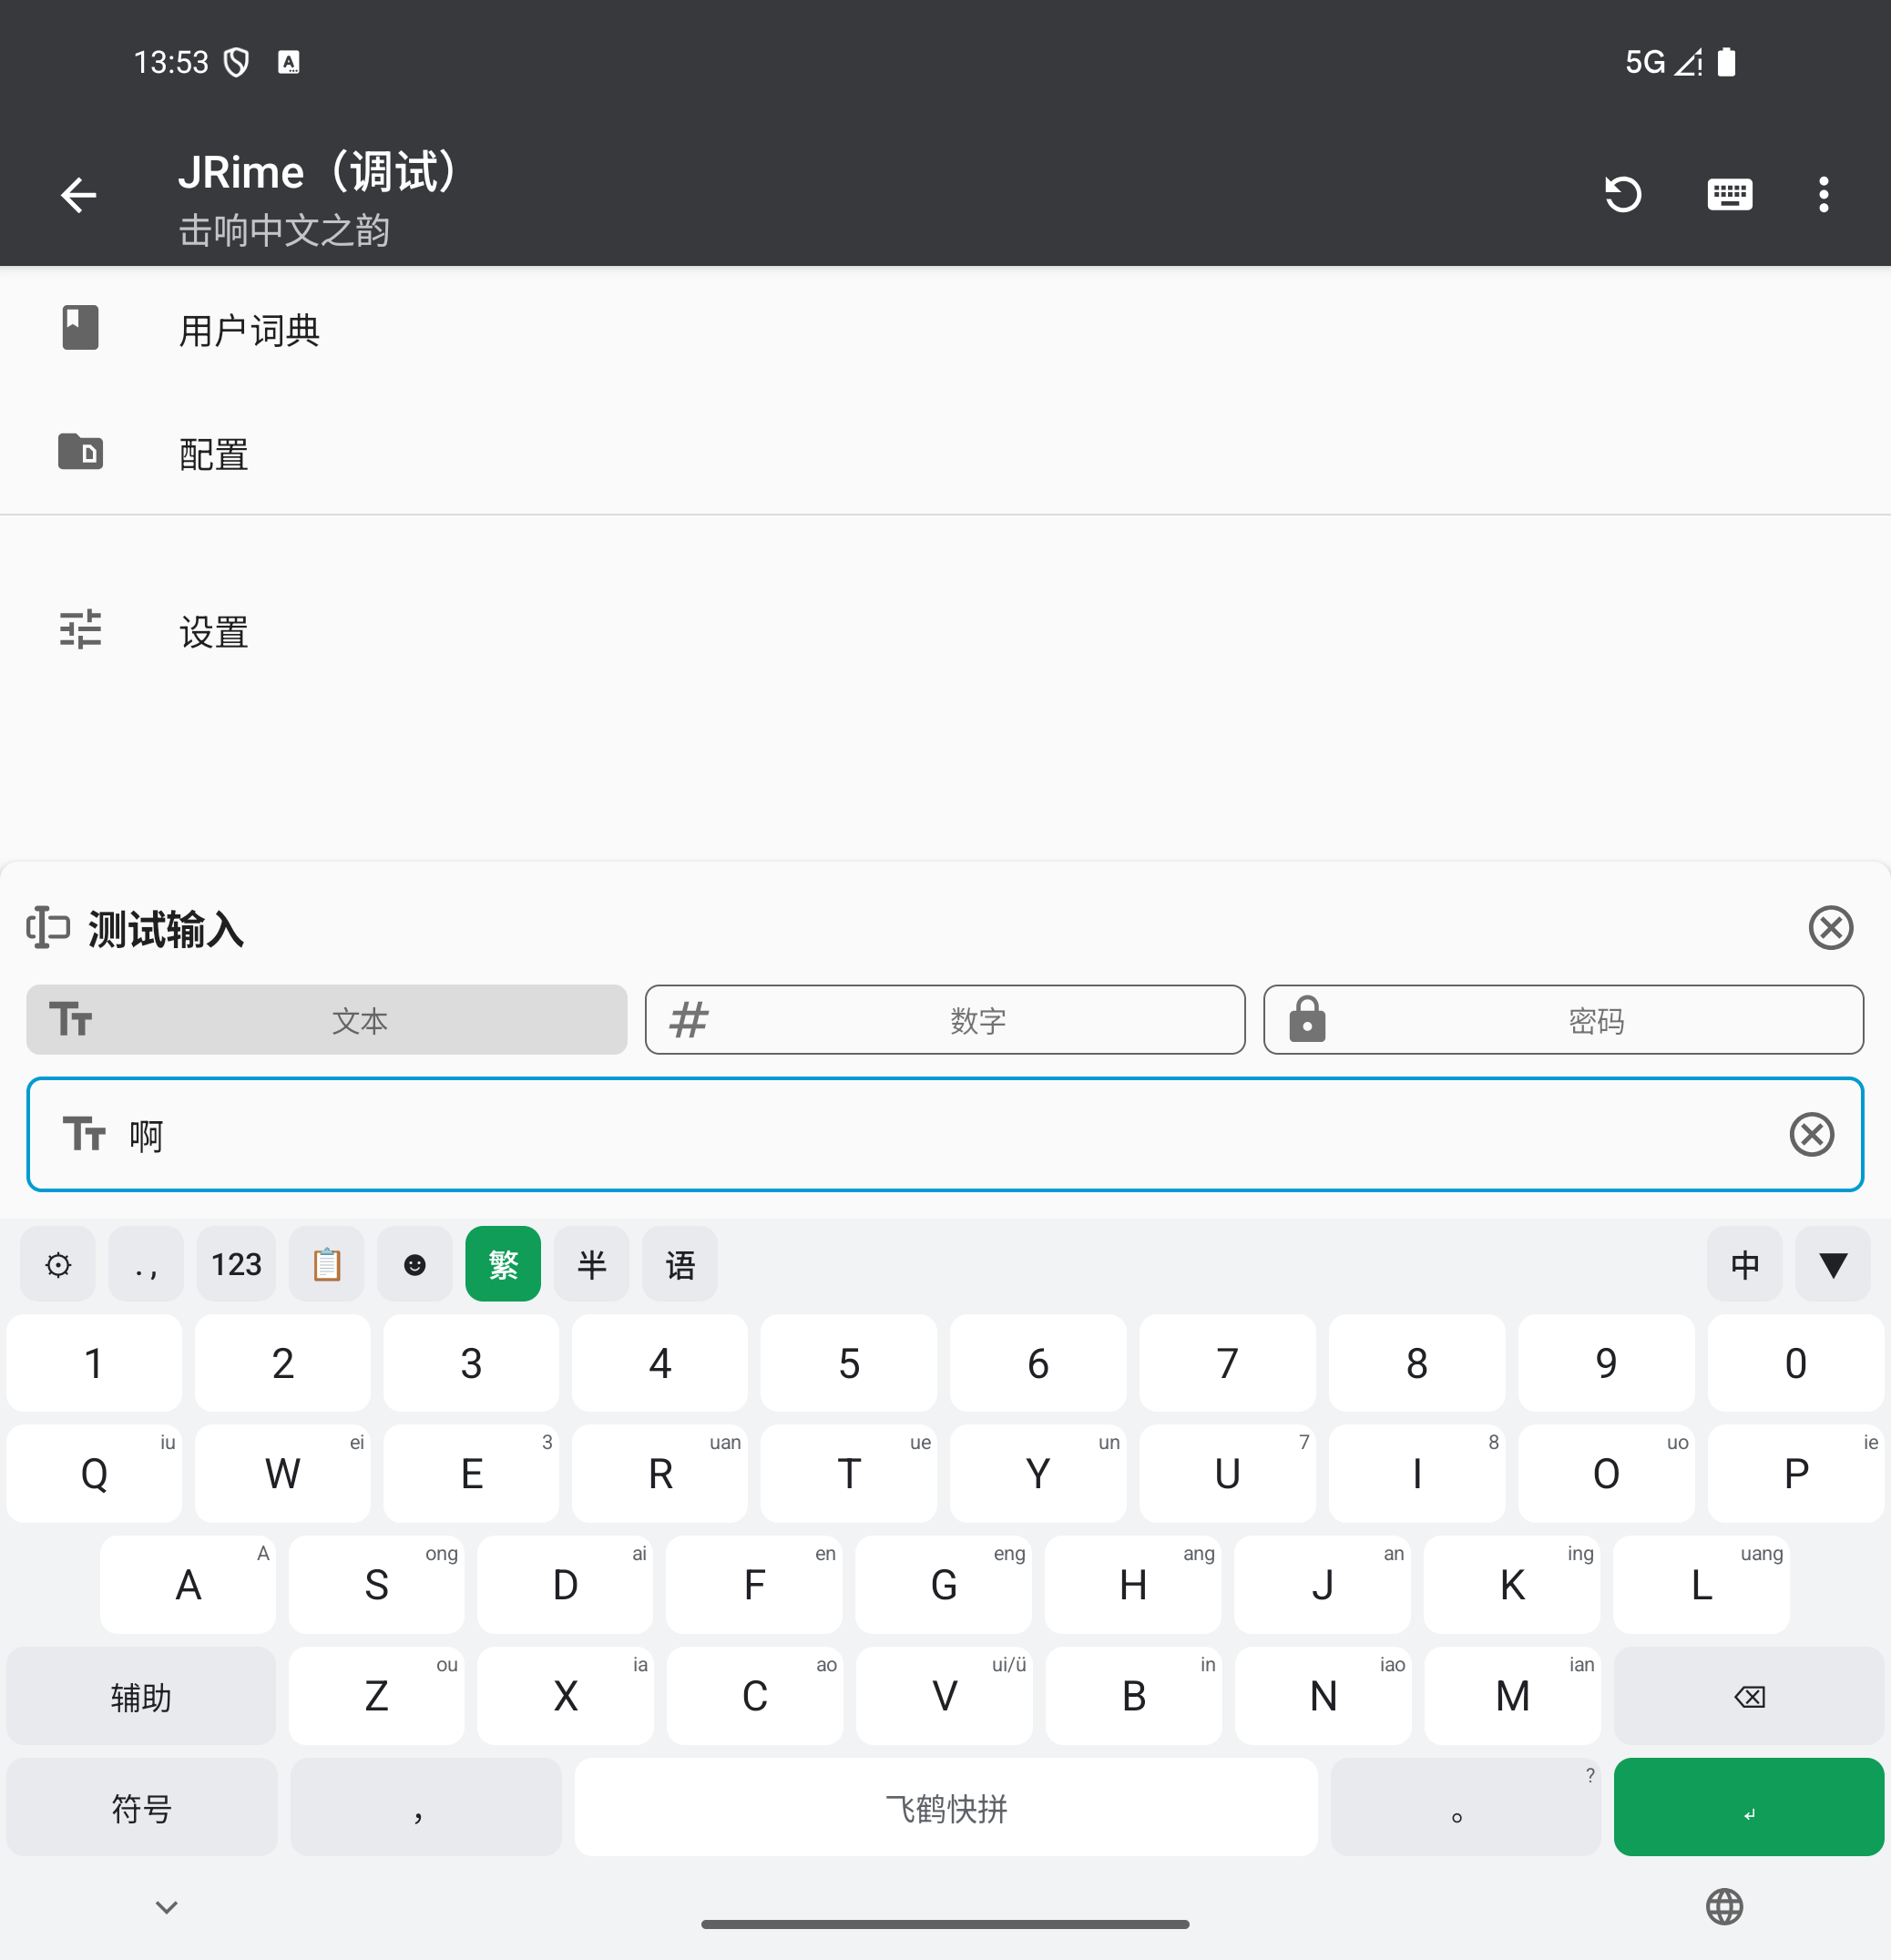 13:53 5G
JRime（调试）
击响中文之韵
用户词典
配置
设置
测试输入
文本 数字 密码
啊
. , 123 繁 半 语 中
1 2 3 4 5 6 7 8 9 0
iu ei 3 uan ue un 7 8 uo ie
Q W E R T Y U I O P
A ong ai en eng ang an ing uang
A S D F G H J K L
ou ia ao ui/ü in iao ian
辅助 Z X C V B N M
?
符号 ， 飞鹤快拼 。